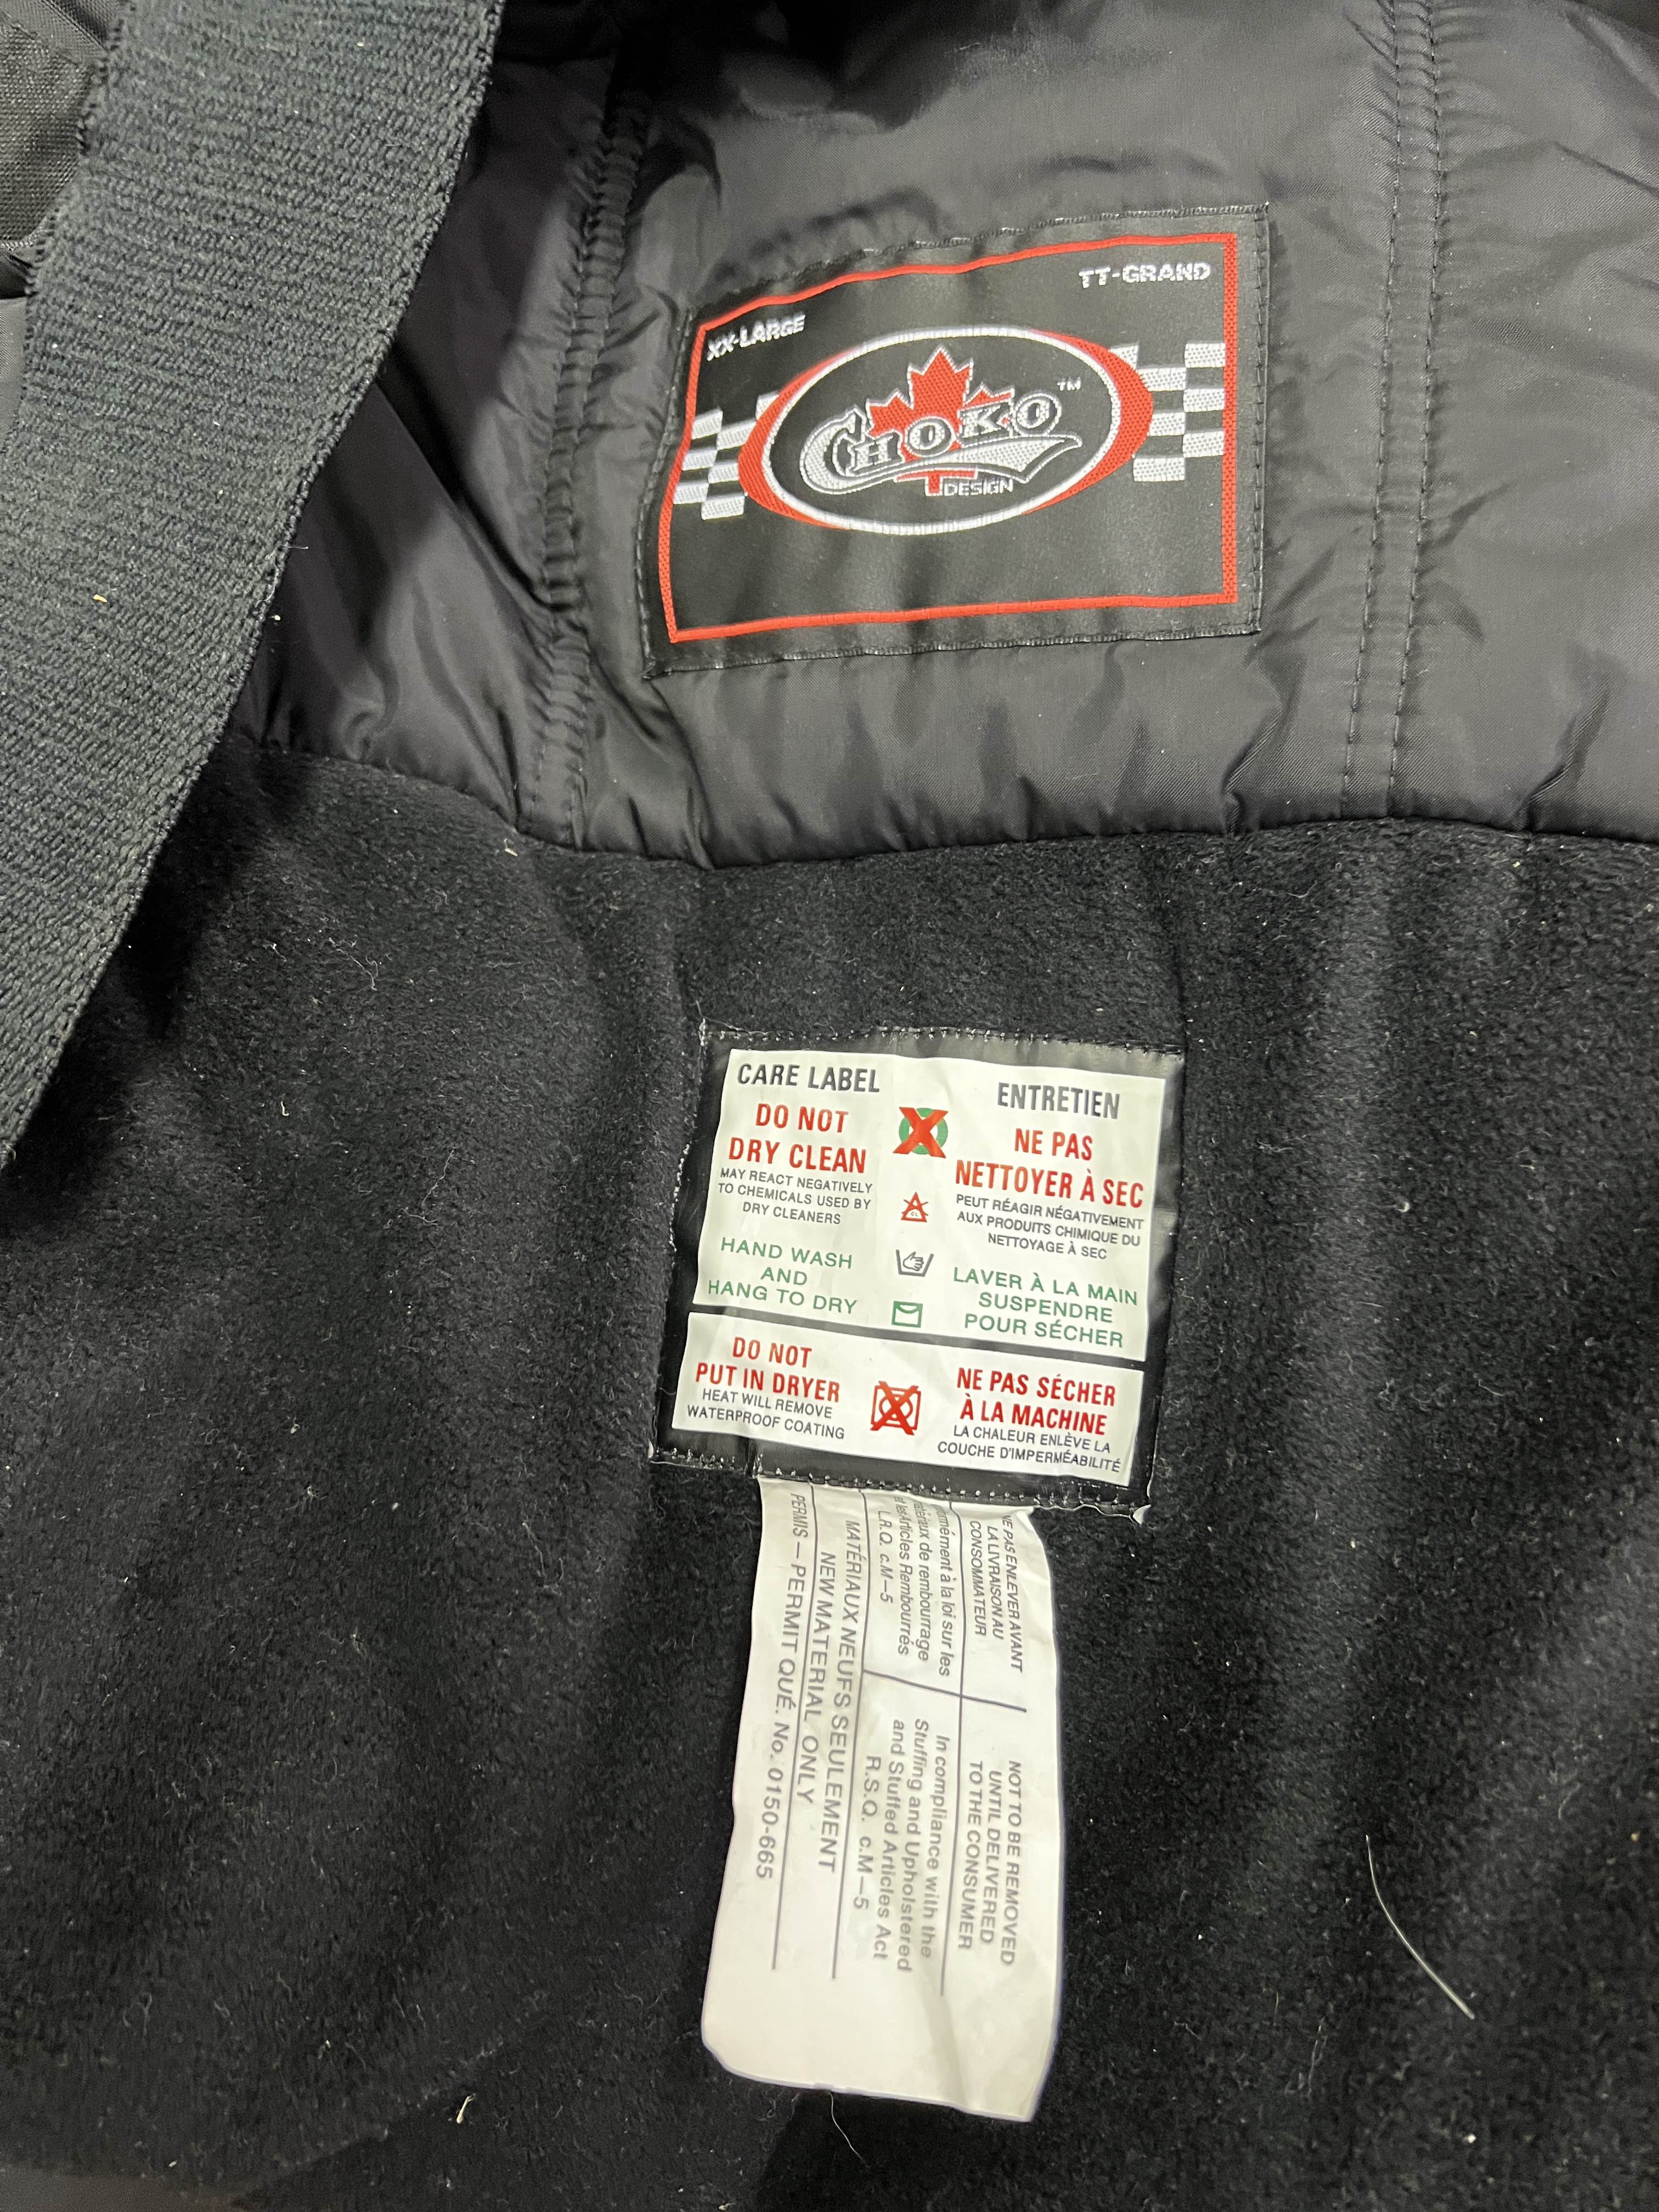 XX-LARGE
TT-GRAND
CHOKO
TM
DESIGN
CARE LABEL
DO NOT
DRY CLEAN
MAY REACT NEGATIVELY
TO CHEMICALS USED BY
DRY CLEANERS
HAND WASH
AND
HANG TO DRY
ENTRETIEN
NE PAS
NETTOYER À SEC
PEUT RÉAGIR NÉGATIVEMENT
AUX PRODUITS CHIMIQUE DU
NETTOYAGE À SEC
LAVER À LA MAIN
SUSPENDRE
POUR SÉCHER
DO NOT
PUT IN DRYER
HEAT WILL REMOVE
WATERPROOF COATING
NE PAS SÉCHER
À LA MACHINE
LA CHALEUR ENLÈVE LA
COUCHE D'IMPERMÉABILITÉ
NE PAS ENLEVER AVANT
LA LIVRAISON AU
CONSOMMATEUR
NOT TO BE REMOVED
UNTIL DELIVERED
TO THE CONSUMER
à la loi sur les
de rembourrage
les Articles Rembourrés
L.R.Q. c.M–5
In compliance with the
Stuffing and Upholstered
and Stuffed Articles Act
R.S.Q. c.M–5
MATÉRIAUX NEUFS SEULEMENT
NEW MATERIAL ONLY
PERMIS – PERMIT QUÉ. No. 0150-665